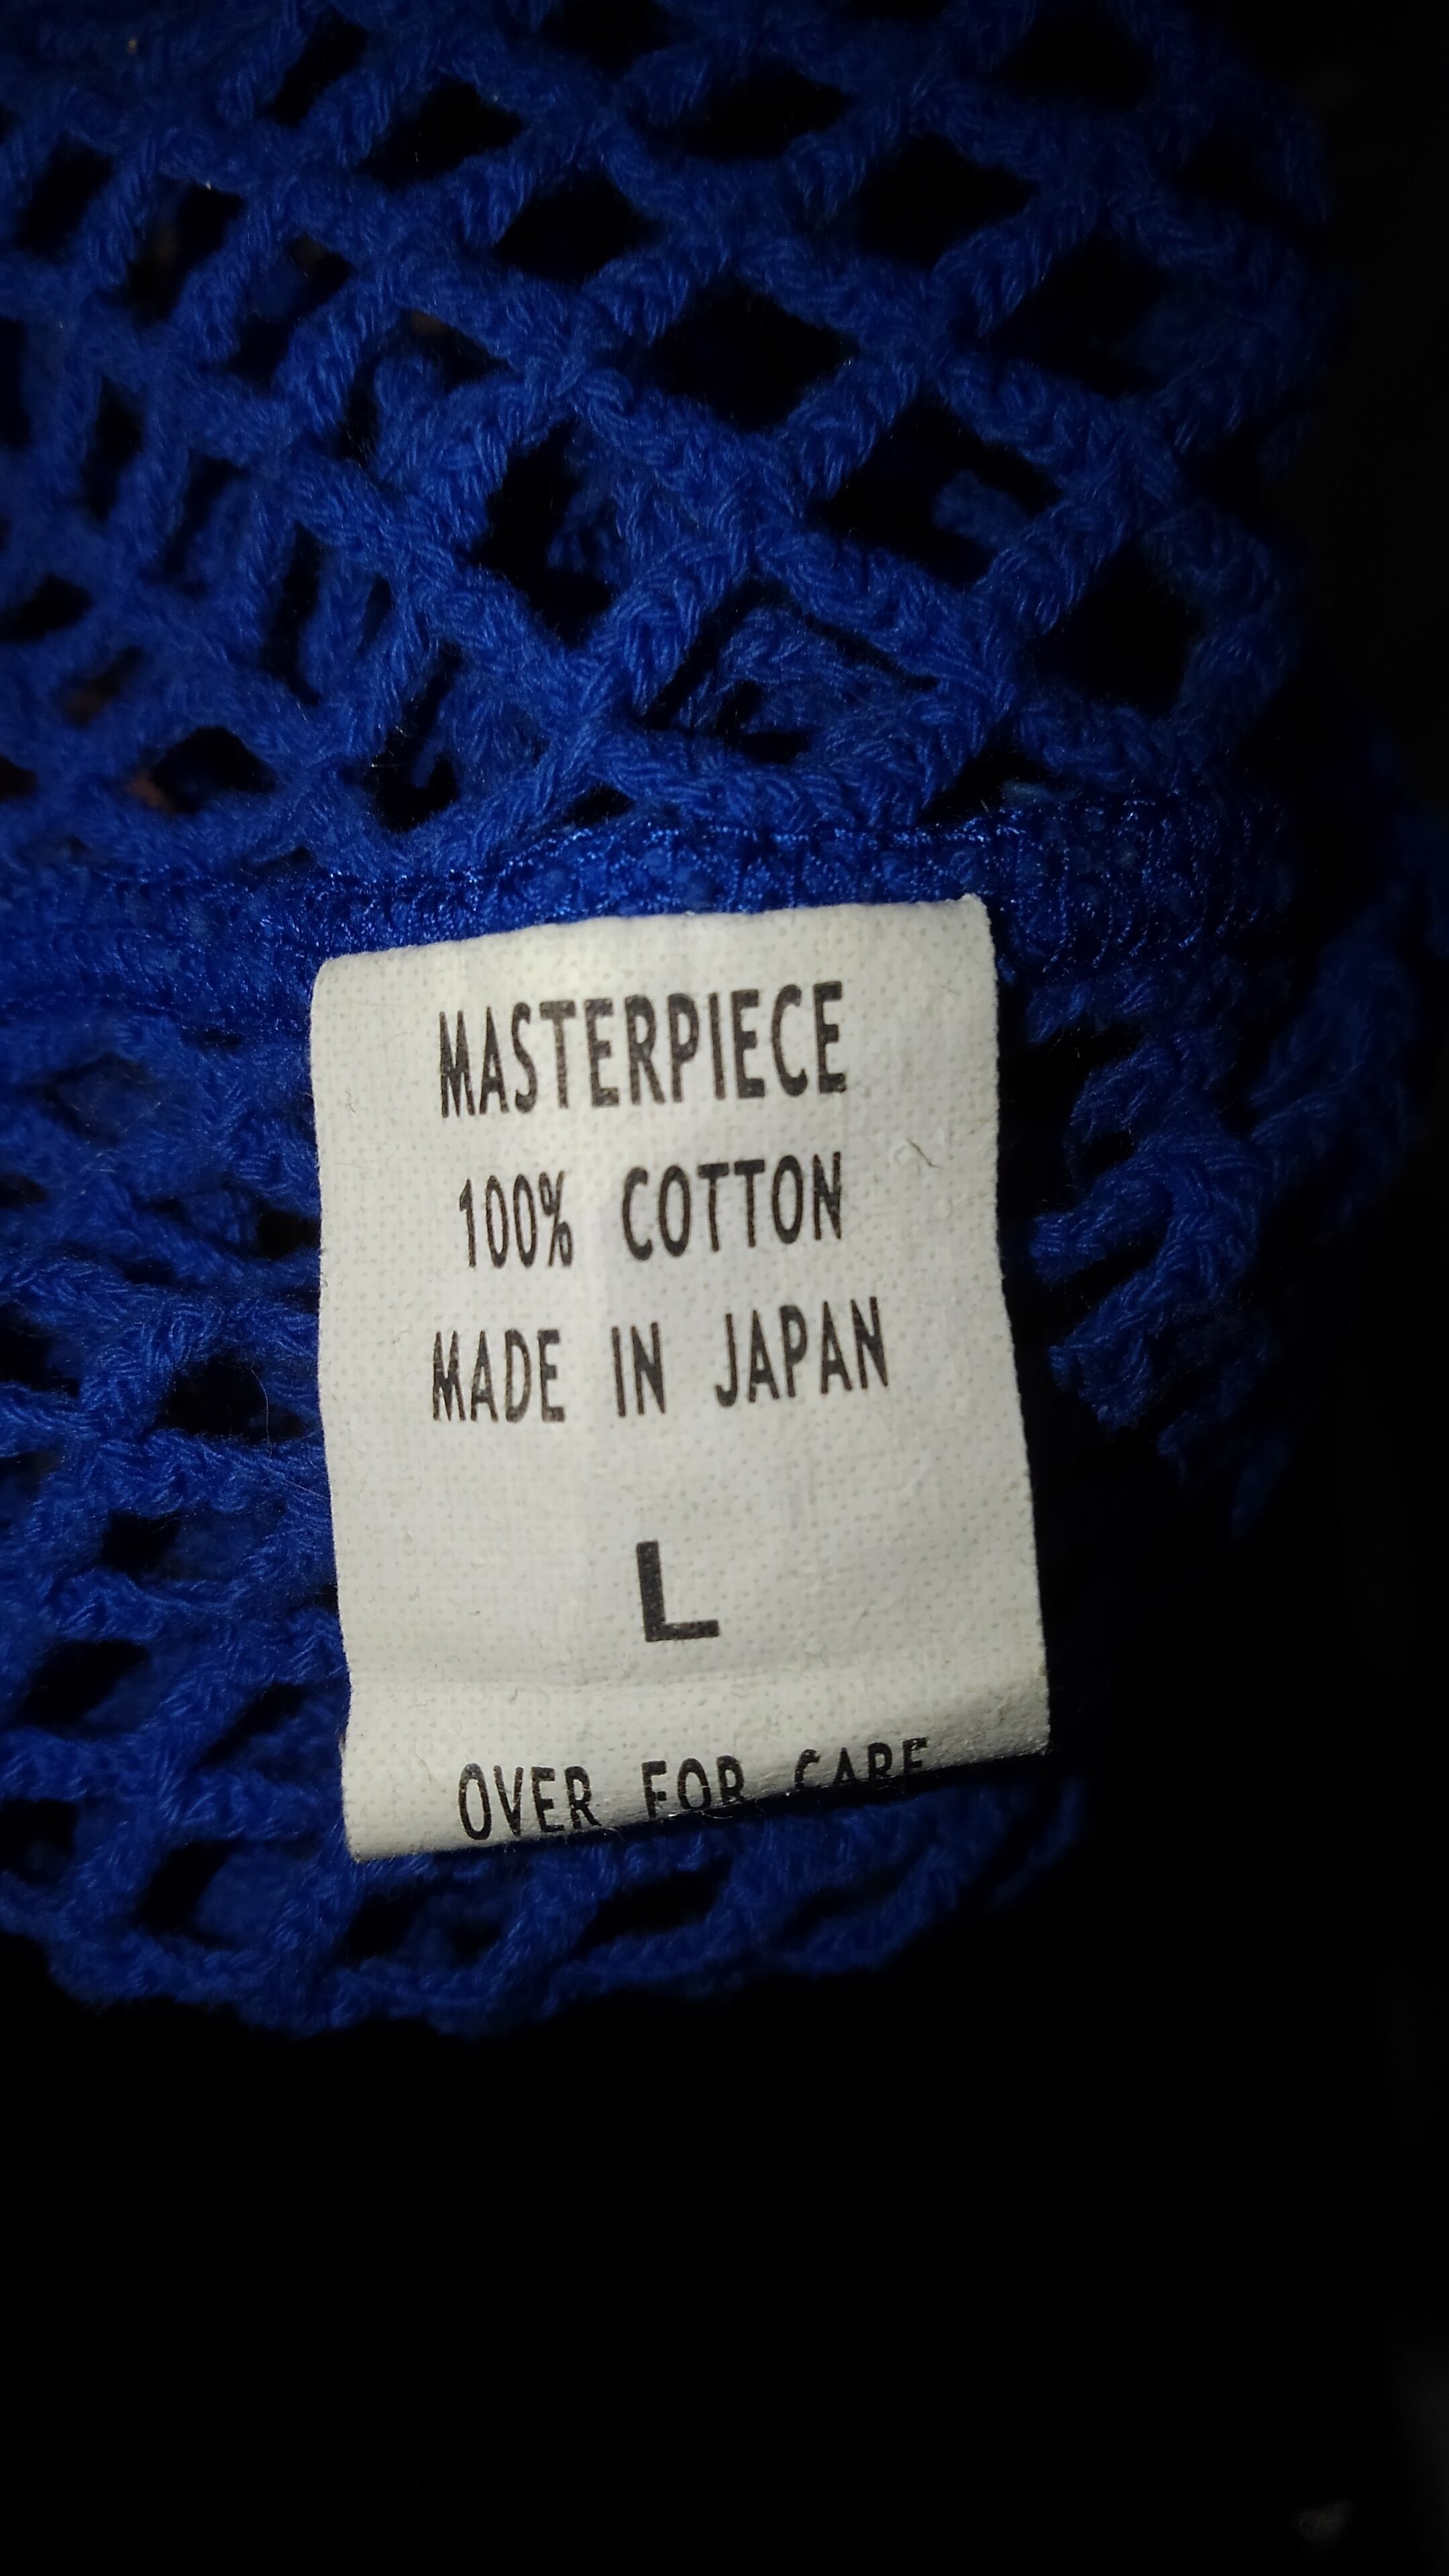 MASTERPIECE
100% COTTON
MADE IN JAPAN
L
OVER FOR CARE